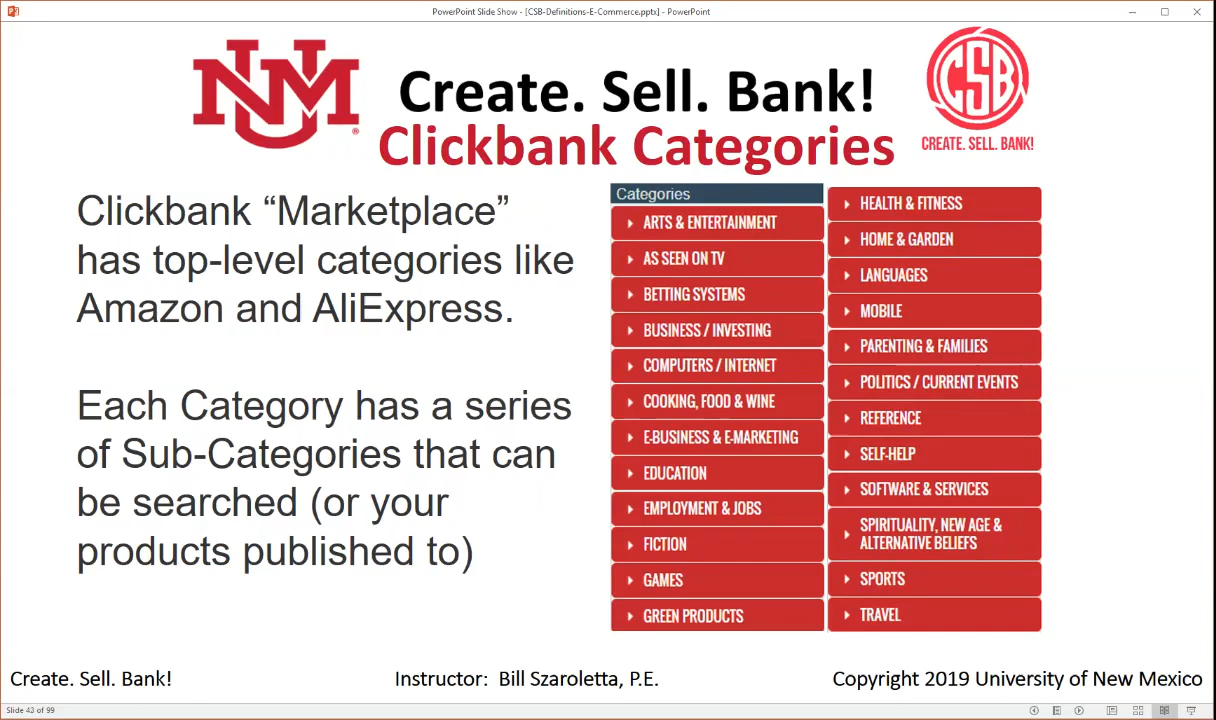 PowerPoint Slide Show - [CSB-Definitions-E-Commerce.pptx] - PowerPoint
UNM
®
Create. Sell. Bank!
Clickbank Categories
CSB
CREATE. SELL. BANK!
Clickbank “Marketplace”
has top-level categories like
Amazon and AliExpress.
Each Category has a series
of Sub-Categories that can
be searched (or your
products published to)
Categories
ARTS & ENTERTAINMENT
AS SEEN ON TV
BETTING SYSTEMS
BUSINESS / INVESTING
COMPUTERS / INTERNET
COOKING, FOOD & WINE
E-BUSINESS & E-MARKETING
EDUCATION
EMPLOYMENT & JOBS
FICTION
GAMES
GREEN PRODUCTS
HEALTH & FITNESS
HOME & GARDEN
LANGUAGES
MOBILE
PARENTING & FAMILIES
POLITICS / CURRENT EVENTS
REFERENCE
SELF-HELP
SOFTWARE & SERVICES
SPIRITUALITY, NEW AGE &
ALTERNATIVE BELIEFS
SPORTS
TRAVEL
Create. Sell. Bank!
Instructor: Bill Szaroletta, P.E.
Copyright 2019 University of New Mexico
Slide 43 of 99